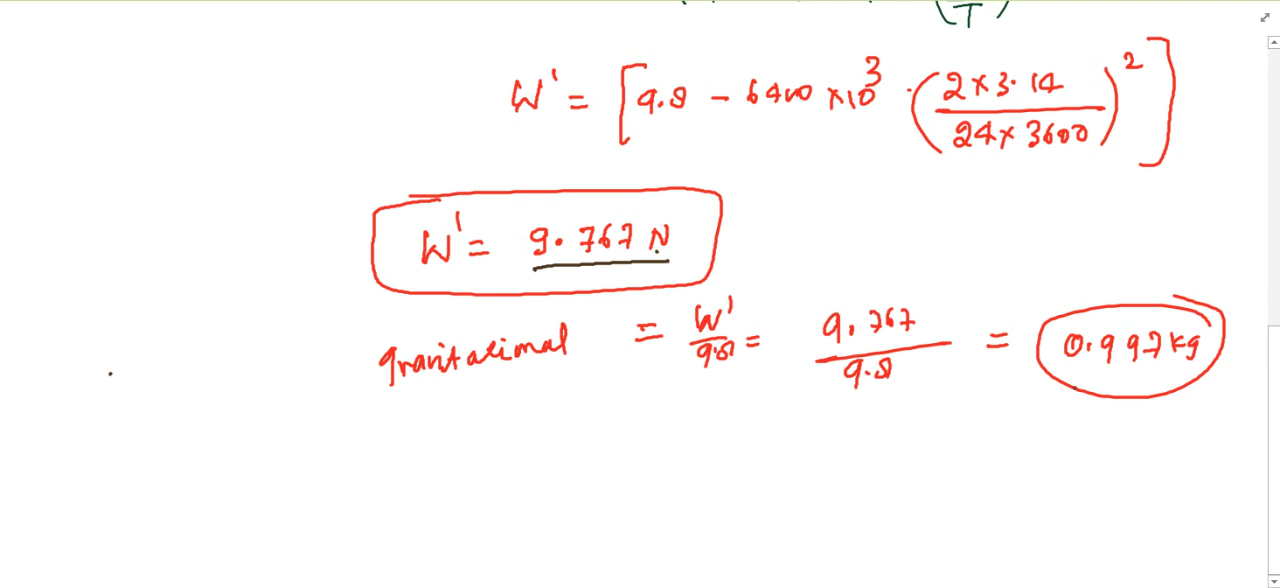 (T)
W' = [9.8 - 6400 × 10³ · (2 × 3.14 / 24 × 3600)²]
W' = 9.767 N
gravitational = W'/9.8 = 9.767/9.8 = 0.997 kg